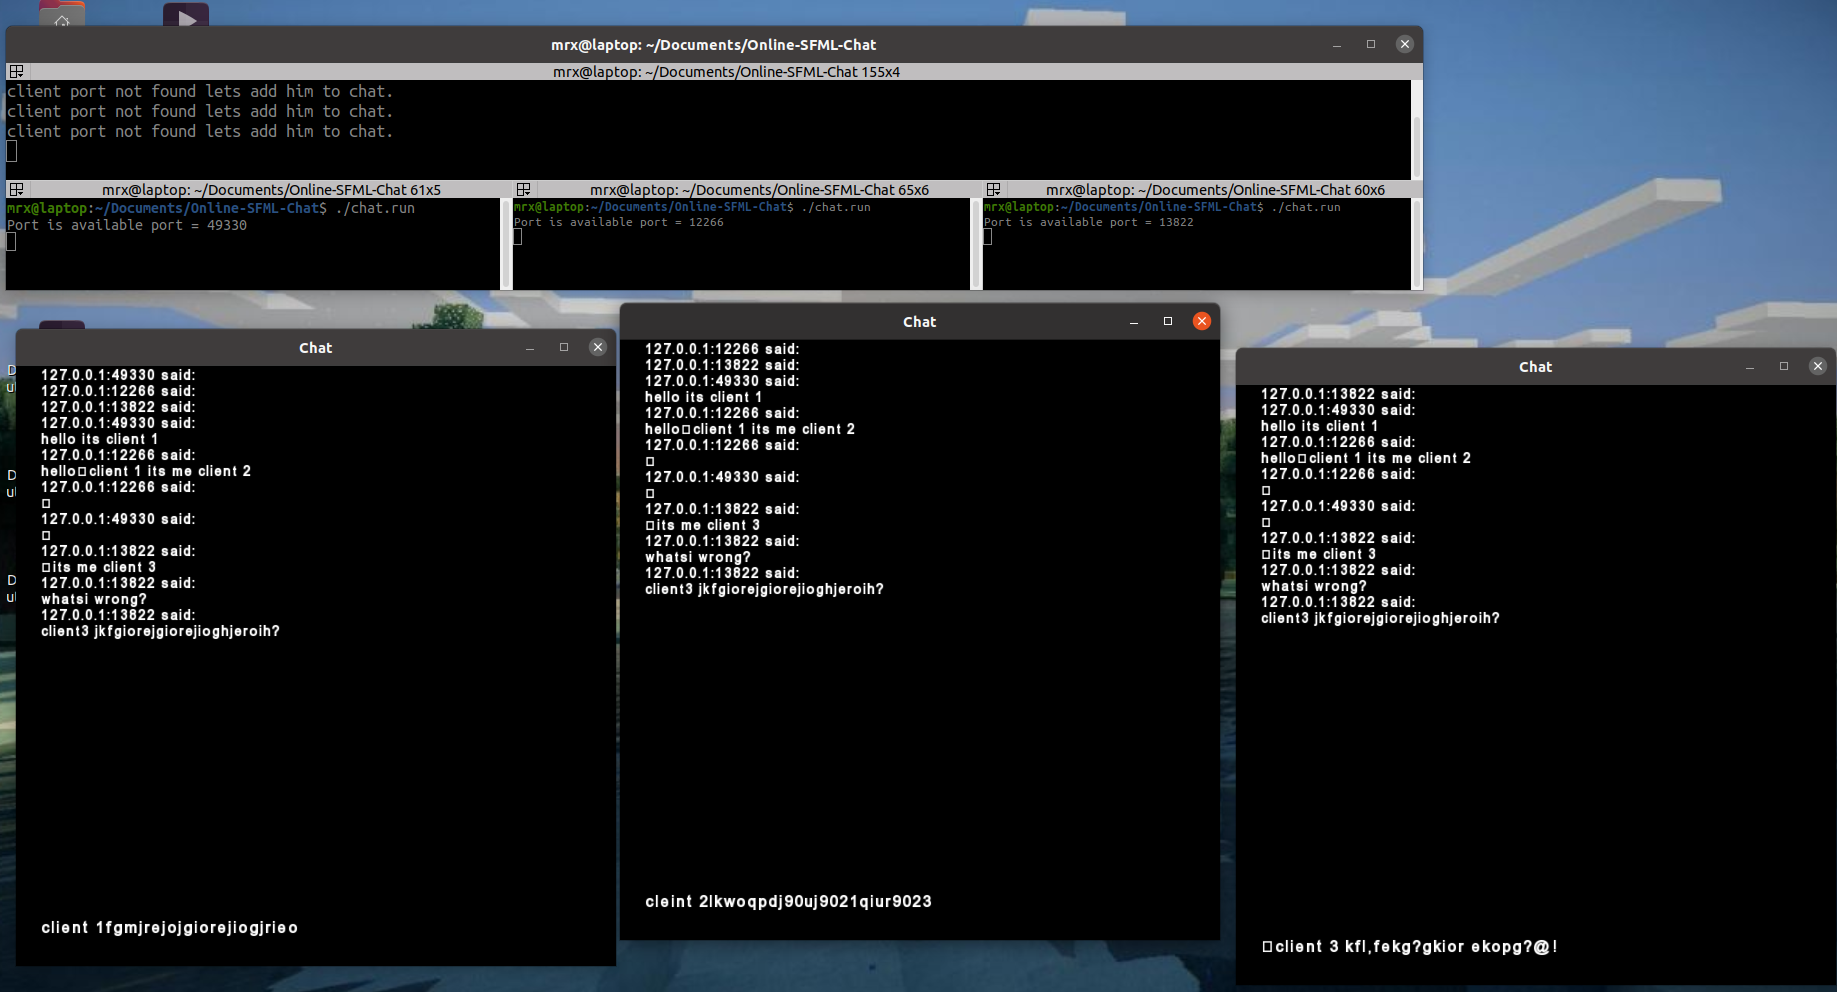 mrx@laptop: ~/Documents/Online-SFML-Chat
mrx@laptop: ~/Documents/Online-SFML-Chat 155x4
client port not found lets add him to chat.
client port not found lets add him to chat.
client port not found lets add him to chat.
mrx@laptop: ~/Documents/Online-SFML-Chat 61x5
mrx@laptop:~/Documents/Online-SFML-Chat$ ./chat.run
Port is available port = 49330
mrx@laptop: ~/Documents/Online-SFML-Chat 65x6
mrx@laptop:~/Documents/Online-SFML-Chat$ ./chat.run
Port is available port = 12266
mrx@laptop: ~/Documents/Online-SFML-Chat 60x6
mrx@laptop:~/Documents/Online-SFML-Chat$ ./chat.run
Port is available port = 13822
Chat
127.0.0.1:49330 said:
127.0.0.1:12266 said:
127.0.0.1:13822 said:
127.0.0.1:49330 said:
hello its client 1
127.0.0.1:12266 said:
hello▯client 1 its me client 2
127.0.0.1:12266 said:
▯
127.0.0.1:49330 said:
▯
127.0.0.1:13822 said:
▯its me client 3
127.0.0.1:13822 said:
whatsi wrong?
127.0.0.1:13822 said:
client3 jkfgiorejgiorejioghjeroih?
client 1fgmjrejojgiorejiogjrieo
Chat
127.0.0.1:12266 said:
127.0.0.1:13822 said:
127.0.0.1:49330 said:
hello its client 1
127.0.0.1:12266 said:
hello▯client 1 its me client 2
127.0.0.1:12266 said:
▯
127.0.0.1:49330 said:
▯
127.0.0.1:13822 said:
▯its me client 3
127.0.0.1:13822 said:
whatsi wrong?
127.0.0.1:13822 said:
client3 jkfgiorejgiorejioghjeroih?
cleint 2lkwoqpdj90uj9021qiur9023
Chat
127.0.0.1:13822 said:
127.0.0.1:49330 said:
hello its client 1
127.0.0.1:12266 said:
hello▯client 1 its me client 2
127.0.0.1:12266 said:
▯
127.0.0.1:49330 said:
▯
127.0.0.1:13822 said:
▯its me client 3
127.0.0.1:13822 said:
whatsi wrong?
127.0.0.1:13822 said:
client3 jkfgiorejgiorejioghjeroih?
▯client 3 kfl,fekg?gkior ekopg?@!